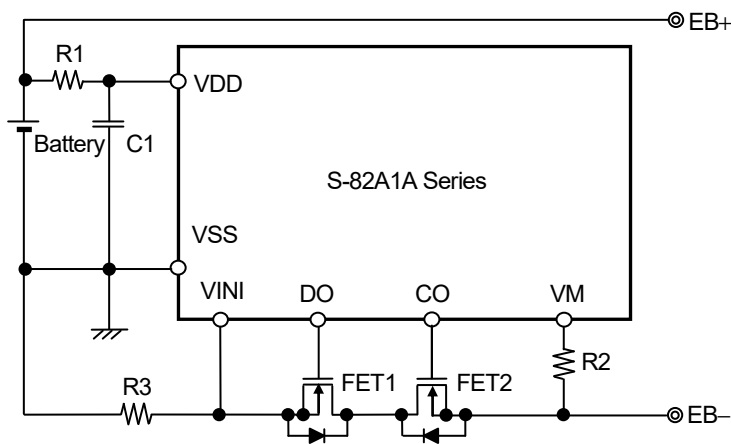 EB+
R1
VDD
Battery
C1
S-82A1A Series
VSS
VINI
DO
CO
VM
R3
FET1
FET2
R2
EB−